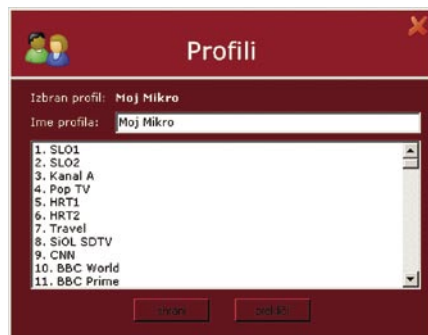 Profili
Izbran profil: Moj Mikro
Ime profila: Moj Mikro
1. SLO1
2. SLO2
3. Kanal A
4. Pop TV
5. HRT1
6. HRT2
7. Travel
8. SiOL SDTV
9. CNN
10. BBC World
11. BBC Prime